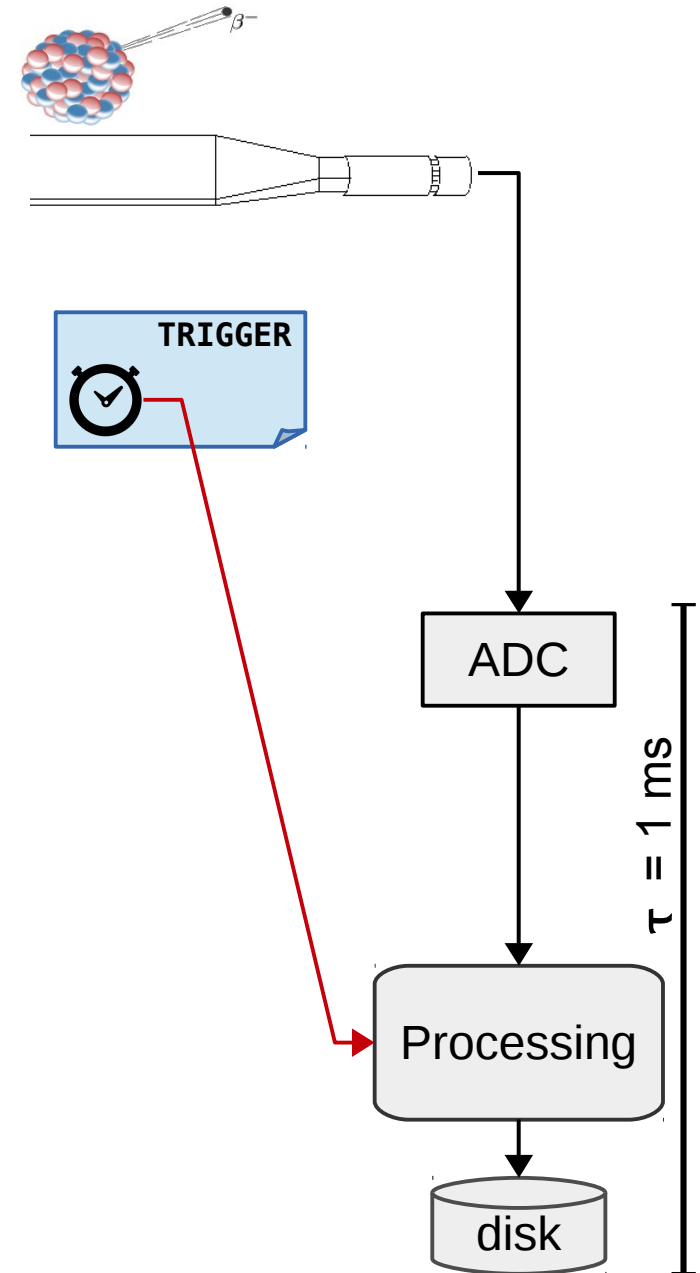 β⁻
TRIGGER
ADC
τ = 1 ms
Processing
disk